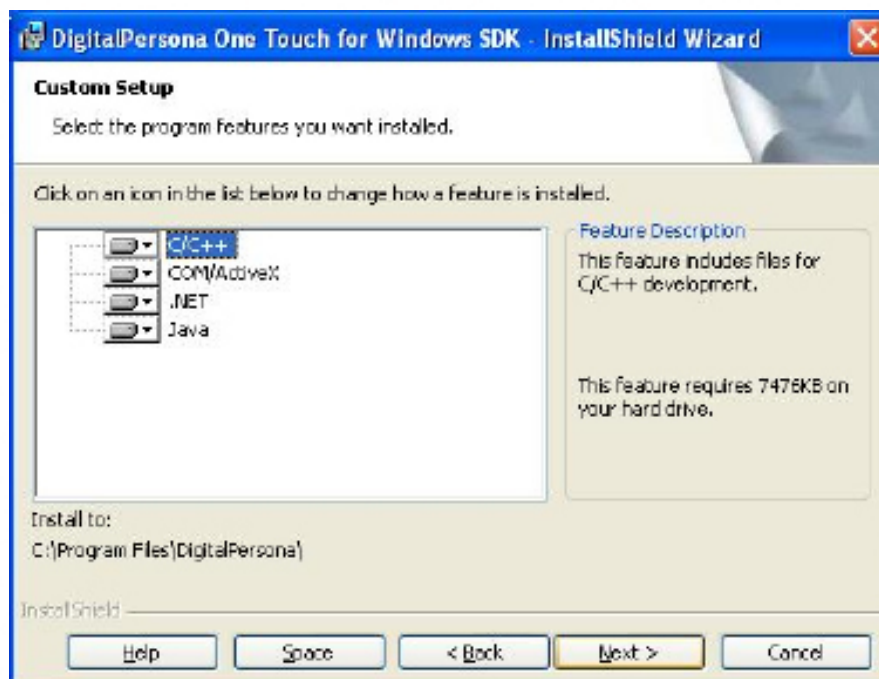 DigitalPersona One Touch for Windows SDK - InstallShield Wizard
Custom Setup
Select the program features you want installed.
Click on an icon in the list below to change how a feature is installed.
C/C++
COM/ActiveX
.NET
Java
Feature Description
This feature includes files for
C/C++ development.
This feature requires 7476KB on
your hard drive.
Install to:
C:\Program Files\DigitalPersona\
InstallShield
Help
Space
< Back
Next >
Cancel